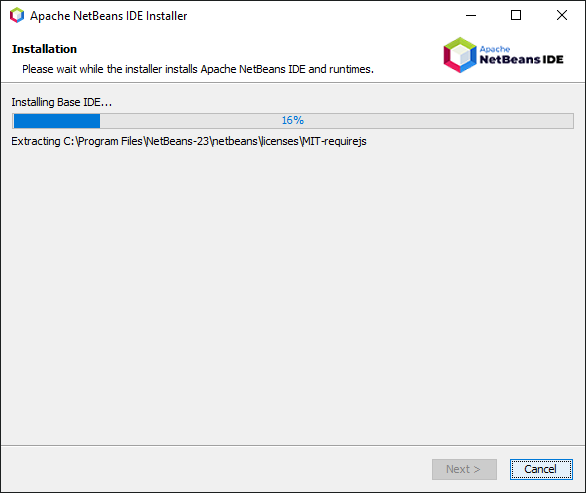 Apache NetBeans IDE Installer
Installation
Please wait while the installer installs Apache NetBeans IDE and runtimes.
Apache
NetBeans IDE
Installing Base IDE...
16%
Extracting C:\Program Files\NetBeans-23\netbeans\licenses\MIT-requirejs
Next >
Cancel